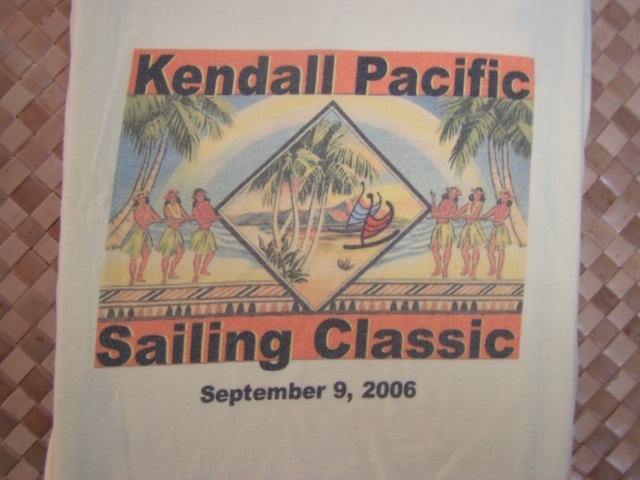 Kendall Pacific
Sailing Classic
September 9, 2006